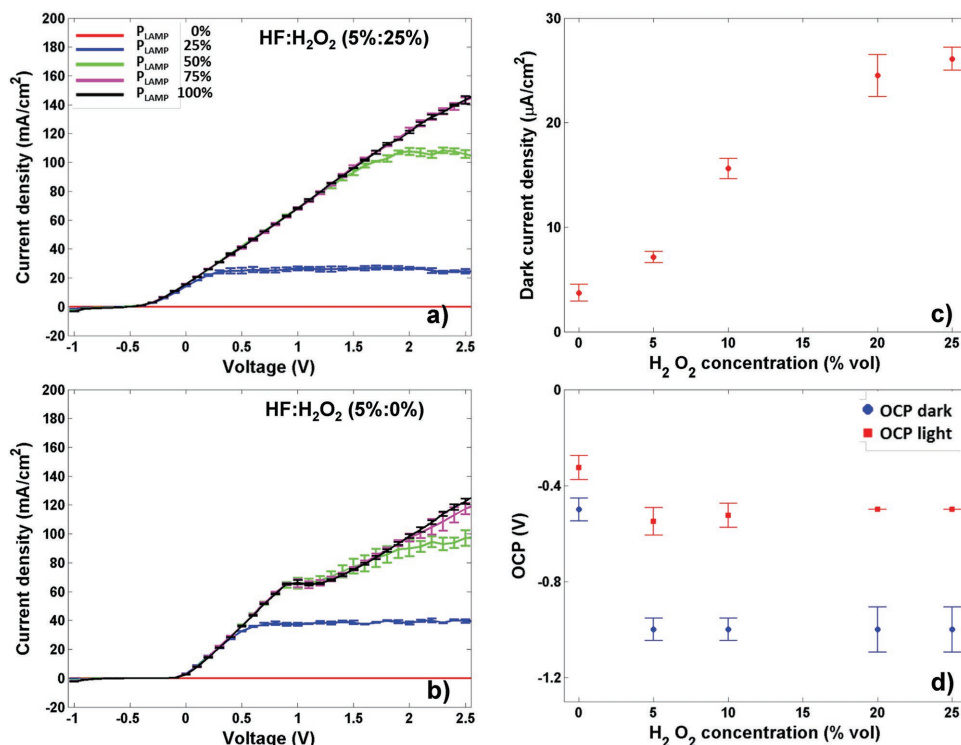 HF:H2O2 (5%:25%)
PLAMP 0%
PLAMP 25%
PLAMP 50%
PLAMP 75%
PLAMP 100%
200
180
160
140
120
100
80
60
40
20
0
-20
Current density (mA/cm²)
-1 -0.5 0 0.5 1 1.5 2 2.5
Voltage (V)
a)
HF:H2O2 (5%:0%)
200
180
160
140
120
100
80
60
40
20
0
-20
Current density (mA/cm²)
-1 -0.5 0 0.5 1 1.5 2 2.5
Voltage (V)
b)
30
20
10
0
Dark current density (µA/cm²)
0 5 10 15 20 25
H2 O2 concentration (% vol)
c)
OCP dark
OCP light
0
-0.4
-0.8
-1.2
OCP (V)
0 5 10 15 20 25
H2 O2 concentration (% vol)
d)